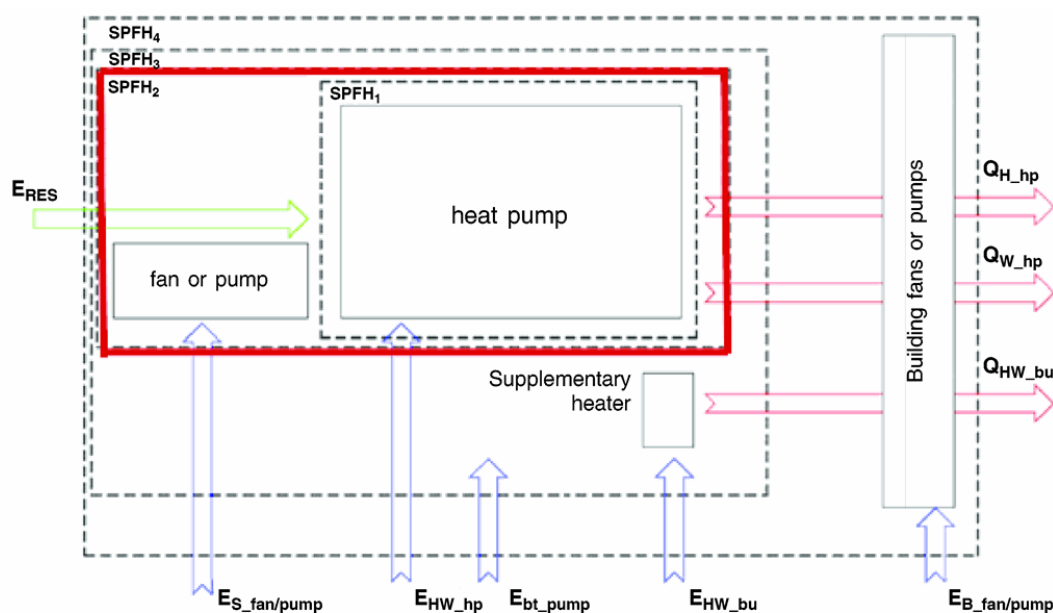 SPFH4
SPFH3
SPFH2
SPFH1
ERES
heat pump
fan or pump
Building fans or pumps
QH_hp
QW_hp
QHW_bu
Supplementary
heater
ES_fan/pump
EHW_hp
Ebt_pump
EHW_bu
EB_fan/pump